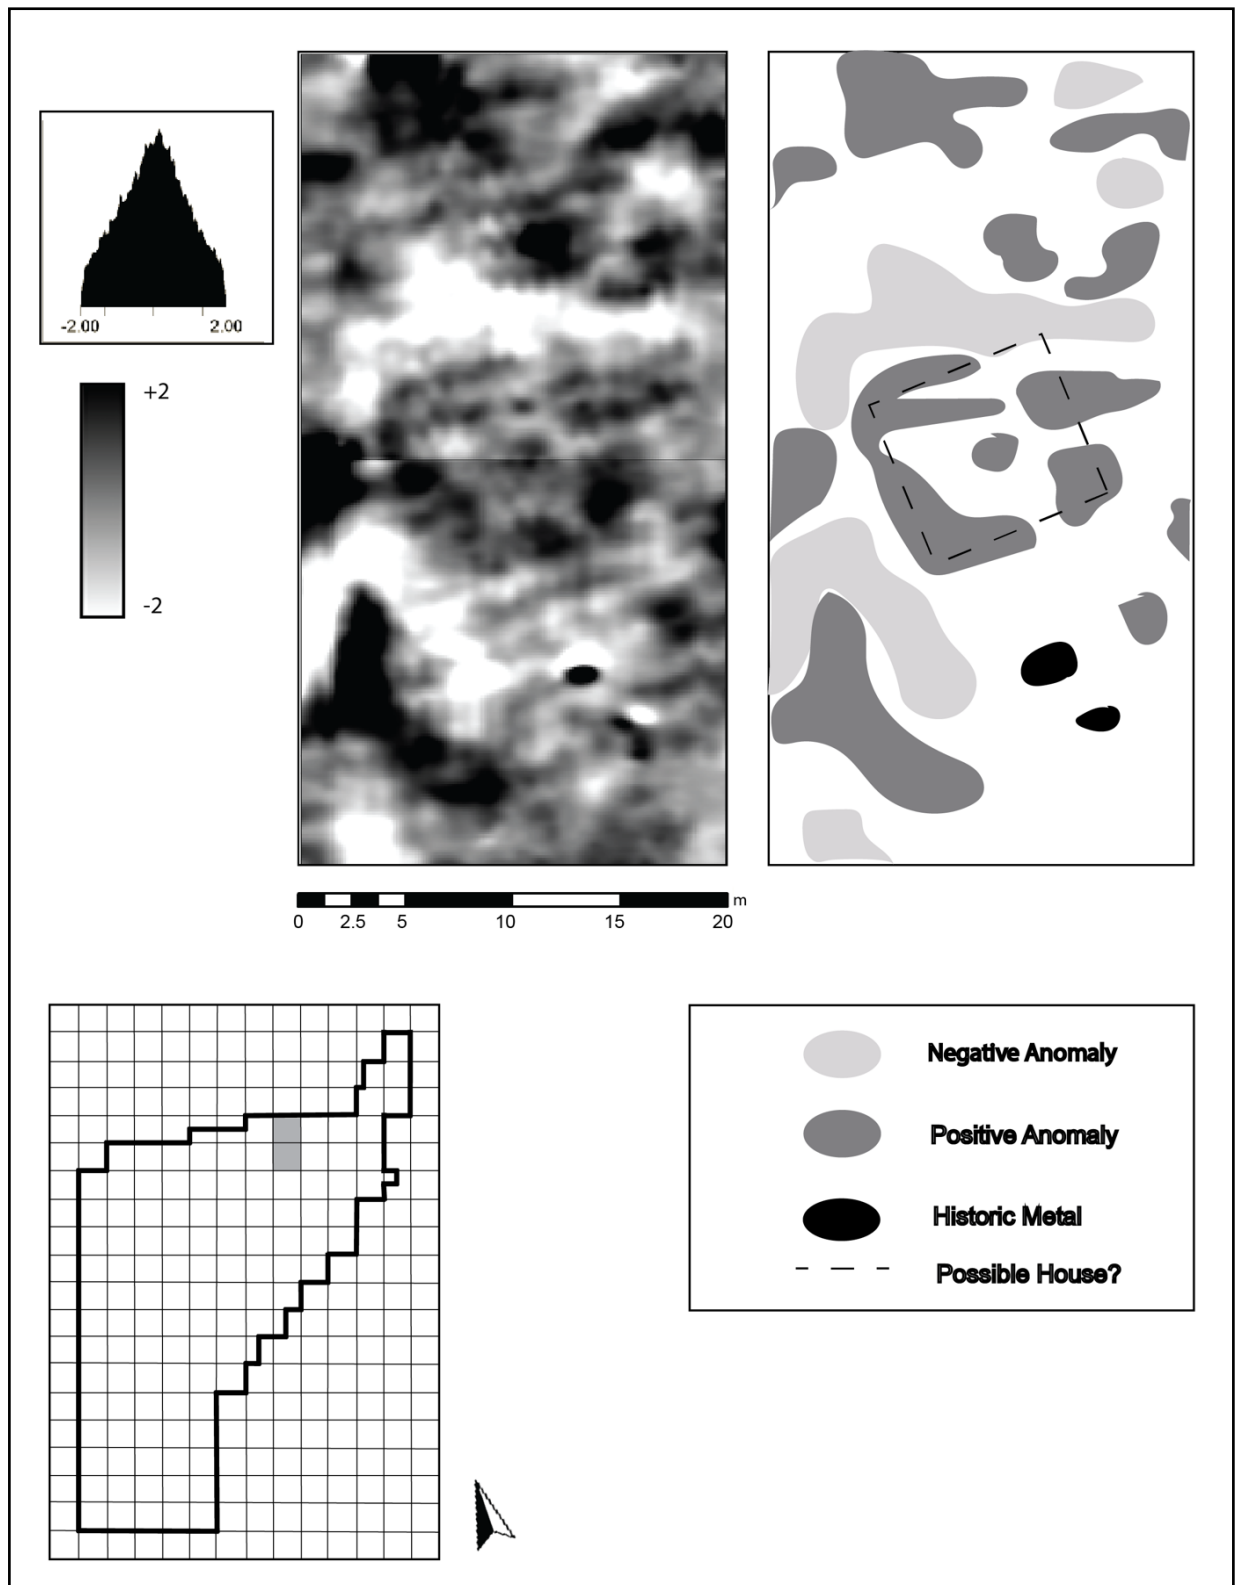 -2.00 2.00
+2
-2
0 2.5 5 10 15 20 m
Negative Anomaly
Positive Anomaly
Historic Metal
Possible House?